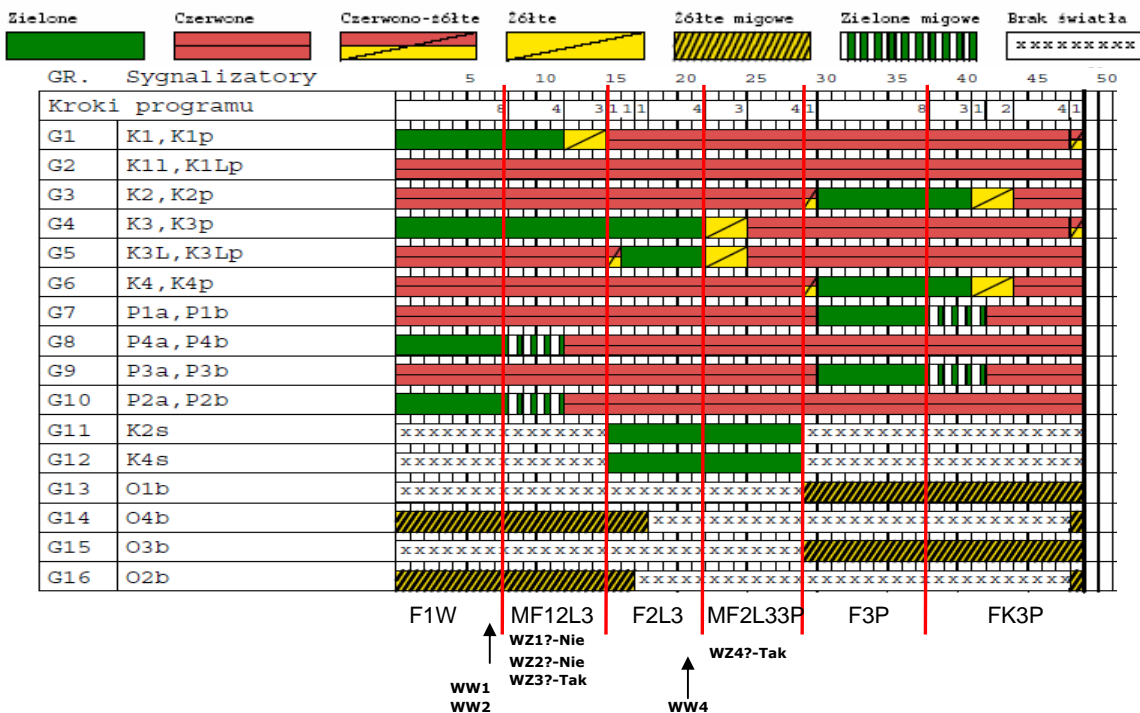 Zielone Czerwone Czerwono-żółte Żółte Żółte migowe Zielone migowe Brak światła
xxxxxxxxx
GR. Sygnalizatory 5 10 15 20 25 30 35 40 45 50
Kroki programu 8 4 3 1 1 1 4 3 4 1 8 3 1 2 4 1
G1 K1,K1p
G2 K1l,K1Lp
G3 K2,K2p
G4 K3,K3p
G5 K3L,K3Lp
G6 K4,K4p
G7 P1a,P1b
G8 P4a,P4b
G9 P3a,P3b
G10 P2a,P2b
G11 K2s
G12 K4s
G13 O1b
G14 O4b
G15 O3b
G16 O2b
F1W MF12L3 F2L3 MF2L33P F3P FK3P
WZ1?-Nie WZ4?-Tak
WZ2?-Nie
WZ3?-Tak
WW1
WW2 WW4